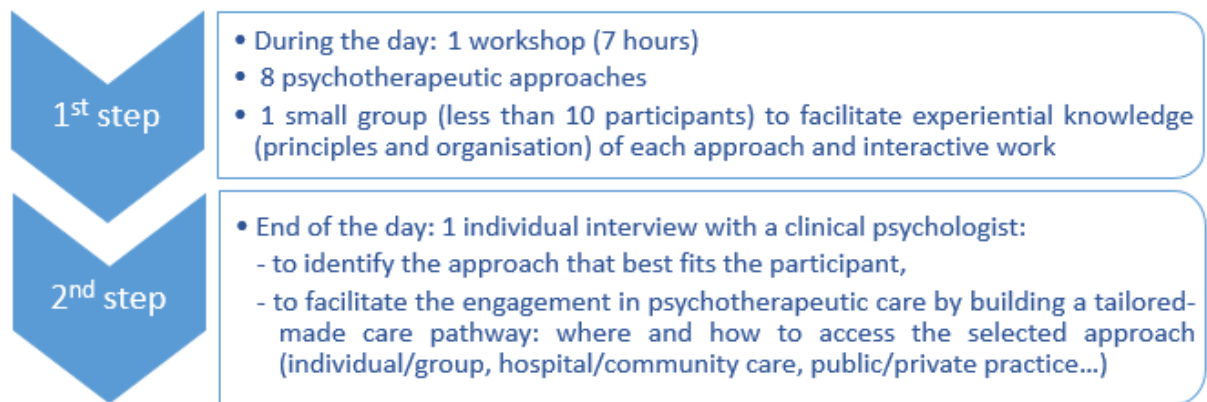 1st step
• During the day: 1 workshop (7 hours)
• 8 psychotherapeutic approaches
• 1 small group (less than 10 participants) to facilitate experiential knowledge
(principles and organisation) of each approach and interactive work
2nd step
• End of the day: 1 individual interview with a clinical psychologist:
- to identify the approach that best fits the participant,
- to facilitate the engagement in psychotherapeutic care by building a tailored-
made care pathway: where and how to access the selected approach
(individual/group, hospital/community care, public/private practice...)